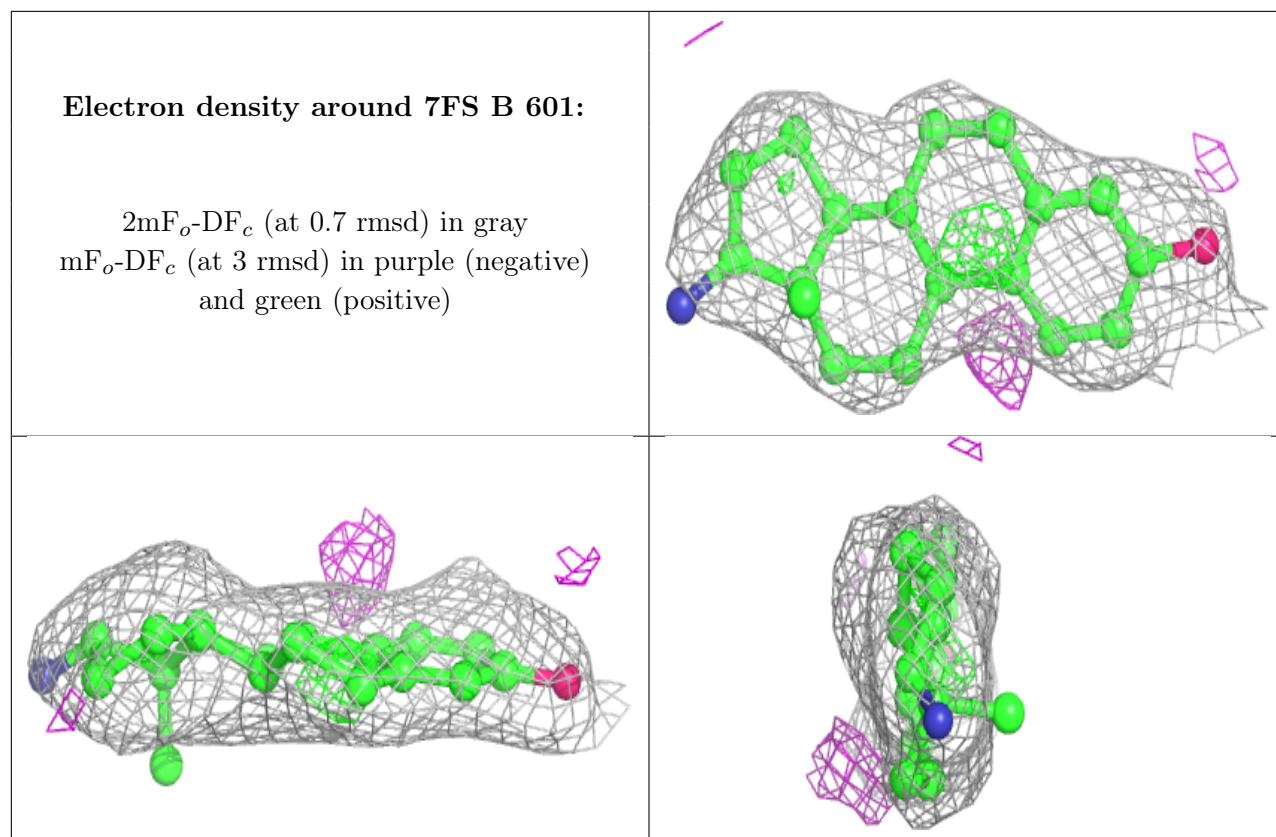 Electron density around 7FS B 601:
2mFₒ-DF𝒸 (at 0.7 rmsd) in gray
mFₒ-DF𝒸 (at 3 rmsd) in purple (negative)
and green (positive)